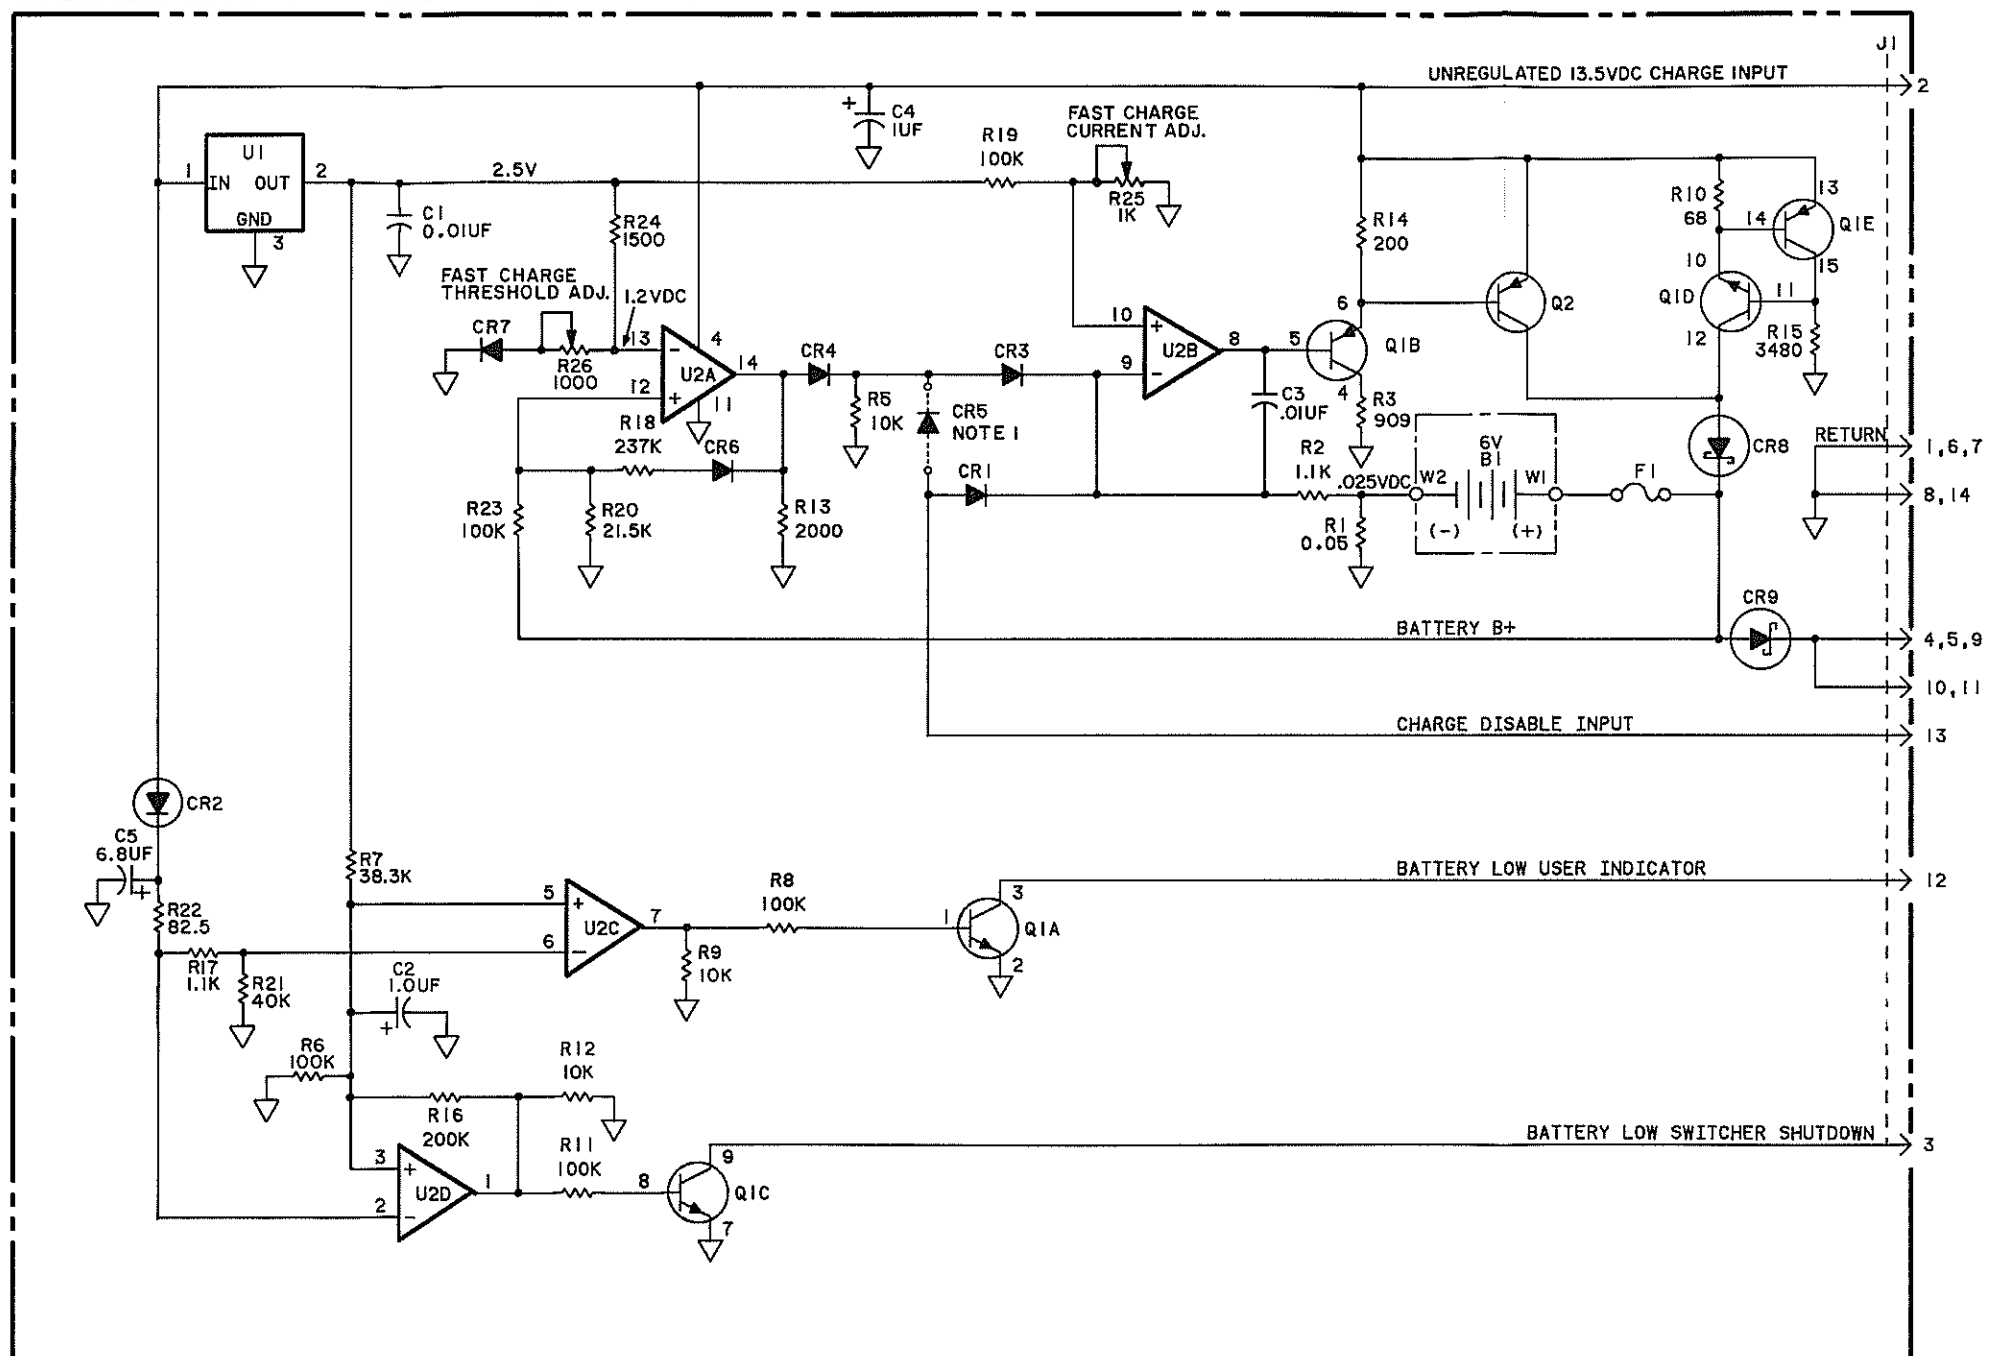 J1
UNREGULATED 13.5VDC CHARGE INPUT
2
+
C4
1UF
FAST CHARGE
CURRENT ADJ.
R19
100K
U1
1
2
IN OUT
GND
3
2.5V
R25
1K
C1
0.01UF
R24
1500
R14
200
R10
68
13
14
Q1E
15
10
FAST CHARGE
THRESHOLD ADJ.
1.2VDC
CR7
R26
1000
13
-
4
14
U2A
12
+
11
CR4
CR3
10
+
U2B
8
9
-
6
5
Q1B
4
Q2
Q1D
11
12
R15
3480
R5
10K
CR5
NOTE 1
C3
.01UF
R3
909
R18
237K
CR6
CR1
R2
1.1K
.025VDC
W2
6V
B1
W1
(-)
(+)
F1
CR8
RETURN
1,6,7
8,14
R23
100K
R20
21.5K
R13
2000
R1
0.05
CR9
BATTERY B+
4,5,9
10,11
CHARGE DISABLE INPUT
13
CR2
C5
6.8UF
+
R7
38.3K
R22
82.5
BATTERY LOW USER INDICATOR
12
5
+
U2C
7
6
-
R8
100K
3
1
Q1A
2
R9
10K
R17
1.1K
R21
40K
C2
1.0UF
+
R6
100K
R12
10K
R16
200K
R11
100K
BATTERY LOW SWITCHER SHUTDOWN
3
3
+
U2D
1
2
-
9
8
Q1C
7